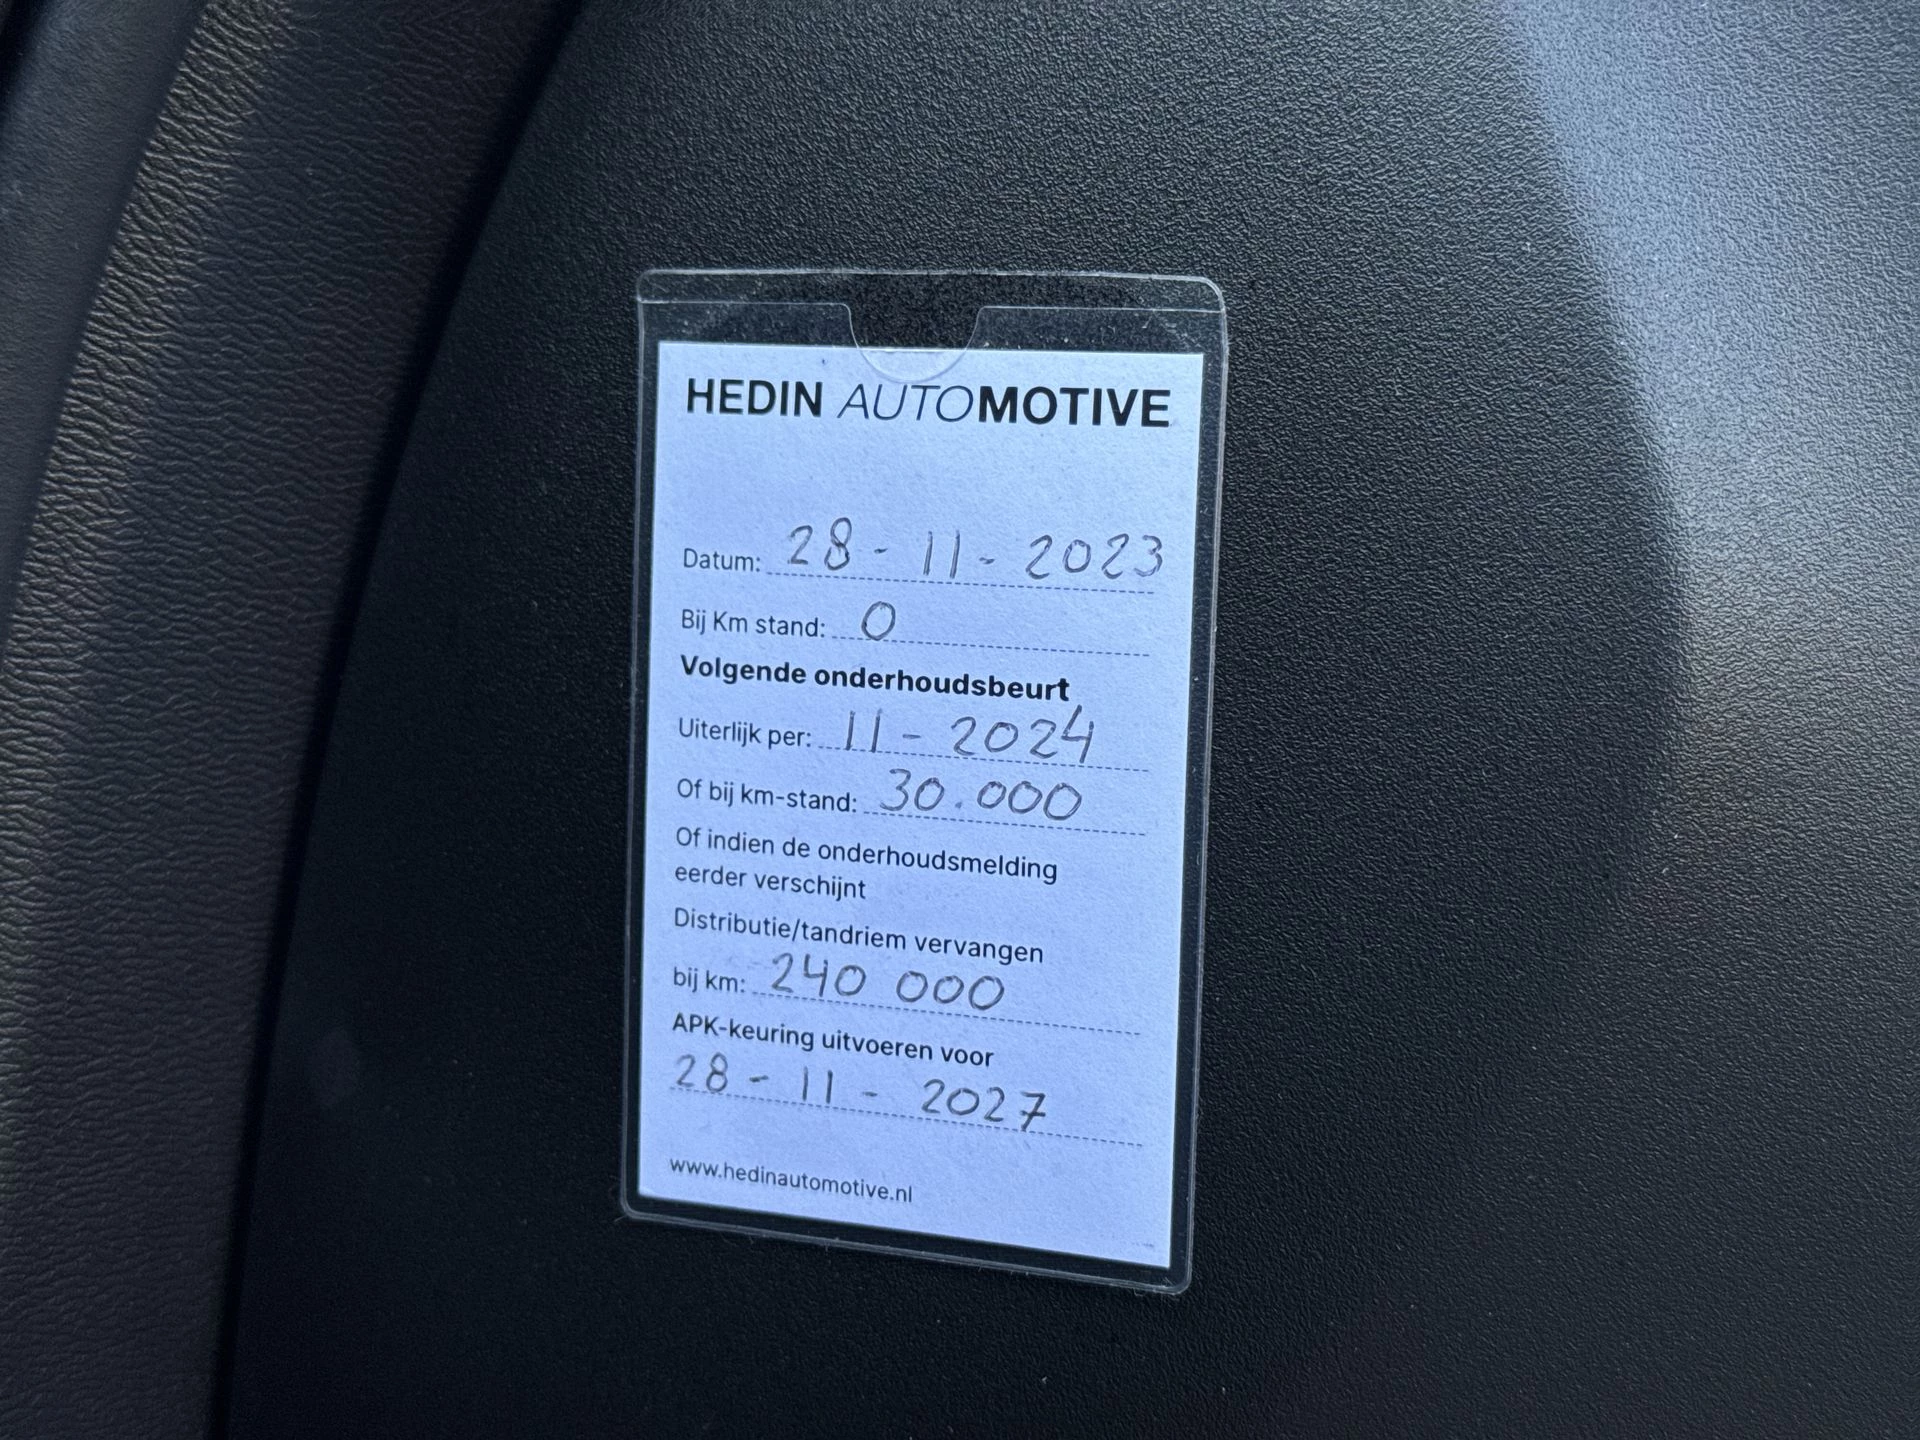 HEDIN AUTOMOTIVE
Datum: 28-11-2023
Bij Km stand: 0
Volgende onderhoudsbeurt
Uiterlijk per: 11-2024
Of bij km-stand: 30.000
Of indien de onderhoudsmelding
eerder verschijnt
Distributie/tandriem vervangen
bij km: 240 000
APK-keuring uitvoeren voor
28-11-2027
www.hedinautomotive.nl